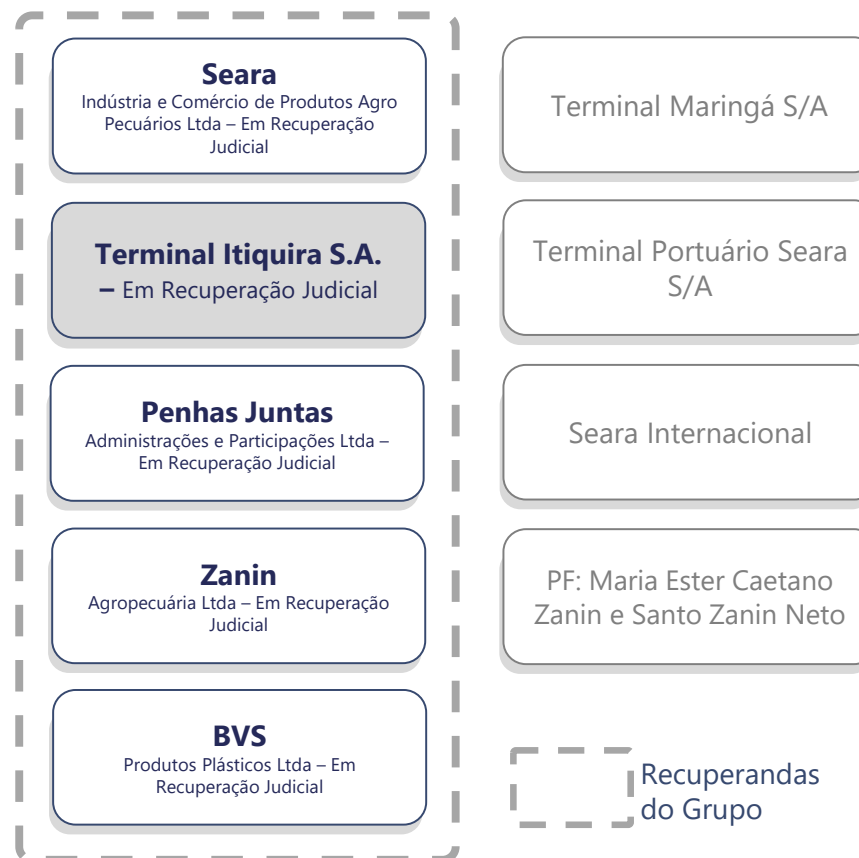 Seara
Indústria e Comércio de Produtos Agro
Pecuários Ltda – Em Recuperação
Judicial
Terminal Itiquira S.A.
– Em Recuperação Judicial
Penhas Juntas
Administrações e Participações Ltda –
Em Recuperação Judicial
Zanin
Agropecuária Ltda – Em Recuperação
Judicial
BVS
Produtos Plásticos Ltda – Em
Recuperação Judicial
Terminal Maringá S/A
Terminal Portuário Seara
S/A
Seara Internacional
PF: Maria Ester Caetano
Zanin e Santo Zanin Neto
Recuperandas
do Grupo